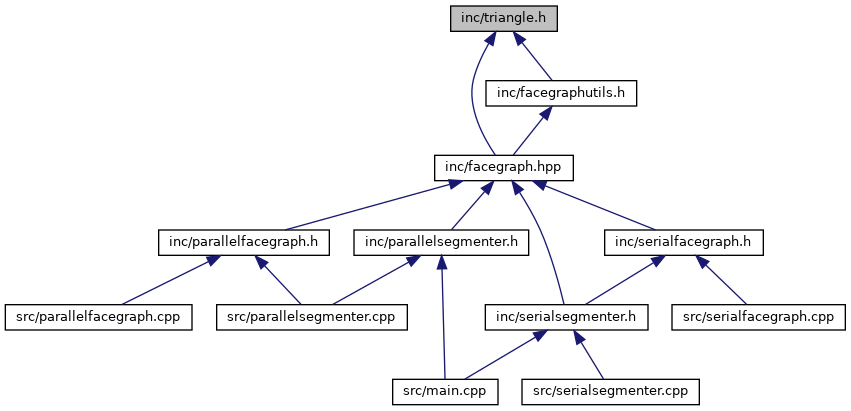 inc/triangle.h
inc/facegraphutils.h
inc/facegraph.hpp
inc/parallelfacegraph.h
inc/parallelsegmenter.h
inc/serialfacegraph.h
src/parallelfacegraph.cpp
src/parallelsegmenter.cpp
inc/serialsegmenter.h
src/serialfacegraph.cpp
src/main.cpp
src/serialsegmenter.cpp